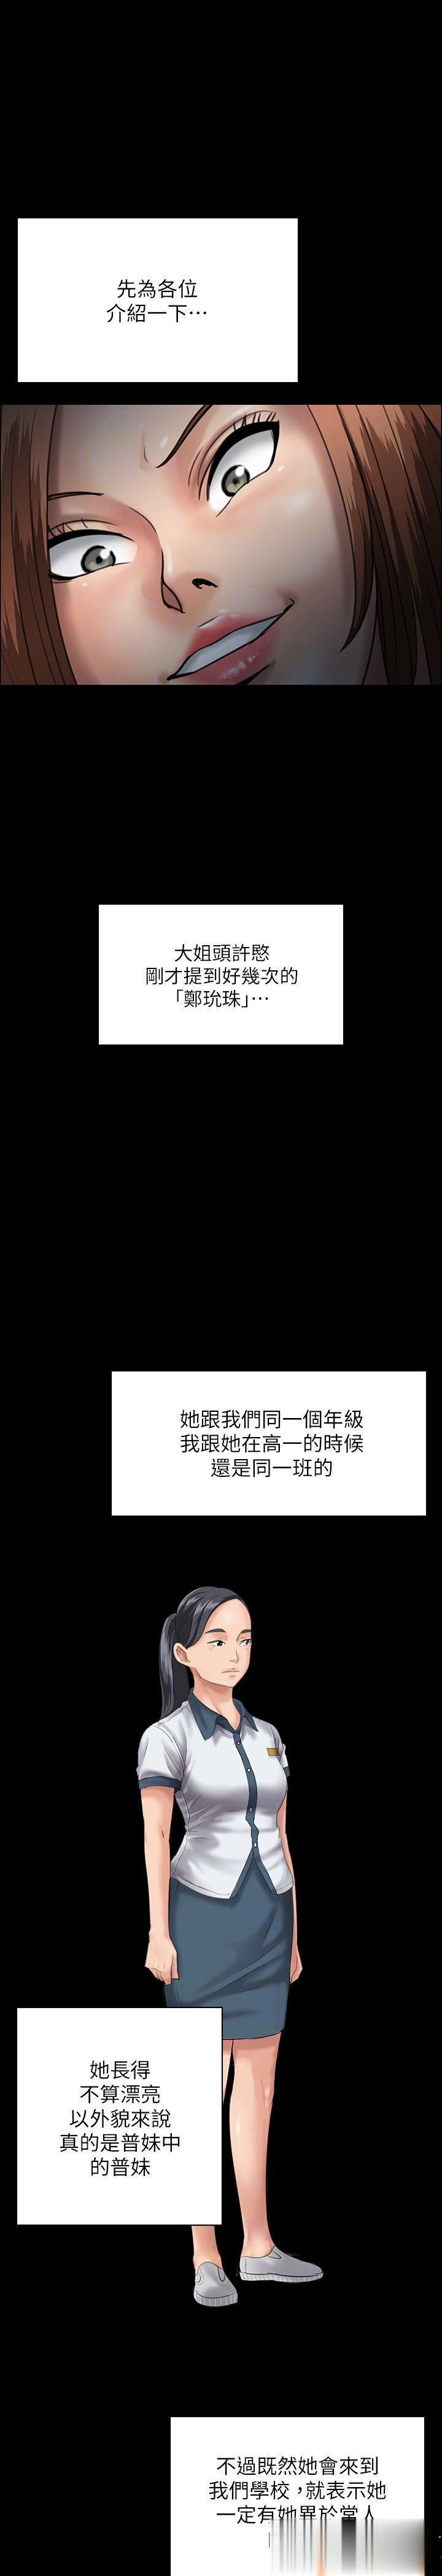 先為各位
介紹一下⋯
大姐頭許愍
剛才提到好幾次的
「鄭玧珠」⋯
她跟我們同一個年級
我跟她在高一的時候
還是同一班的
她長得
不算漂亮
以外貌來說
真的是普妹中
的普妹
不過既然她會來到
我們學校，就表示她
一定有她異於常人